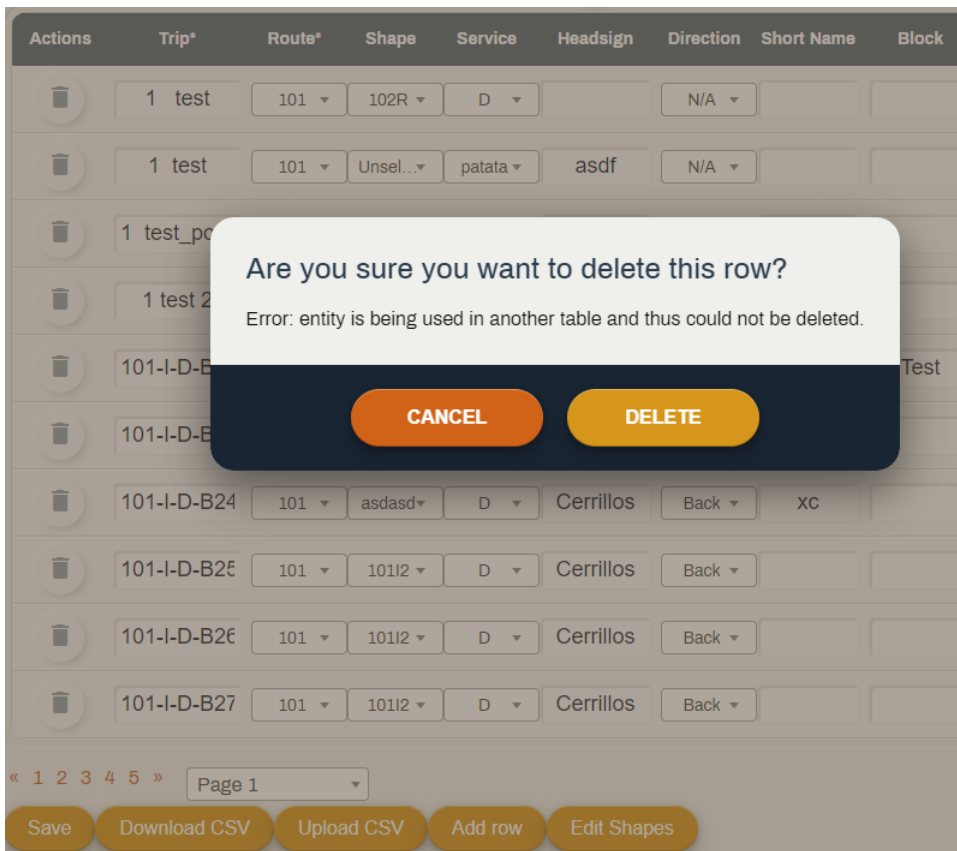 Actions Trip* Route* Shape Service Headsign Direction Short Name Block
1 test 101 102R D N/A
1 test 101 Unsel... patata asdf N/A
1 test_po
Are you sure you want to delete this row?
1 test 2
Error: entity is being used in another table and thus could not be deleted.
101-I-D-B Test
CANCEL DELETE
101-I-D-B
101-I-D-B24 101 asdasd D Cerrillos Back xc
101-I-D-B25 101 101I2 D Cerrillos Back
101-I-D-B26 101 101I2 D Cerrillos Back
101-I-D-B27 101 101I2 D Cerrillos Back
« 1 2 3 4 5 » Page 1
Save Download CSV Upload CSV Add row Edit Shapes